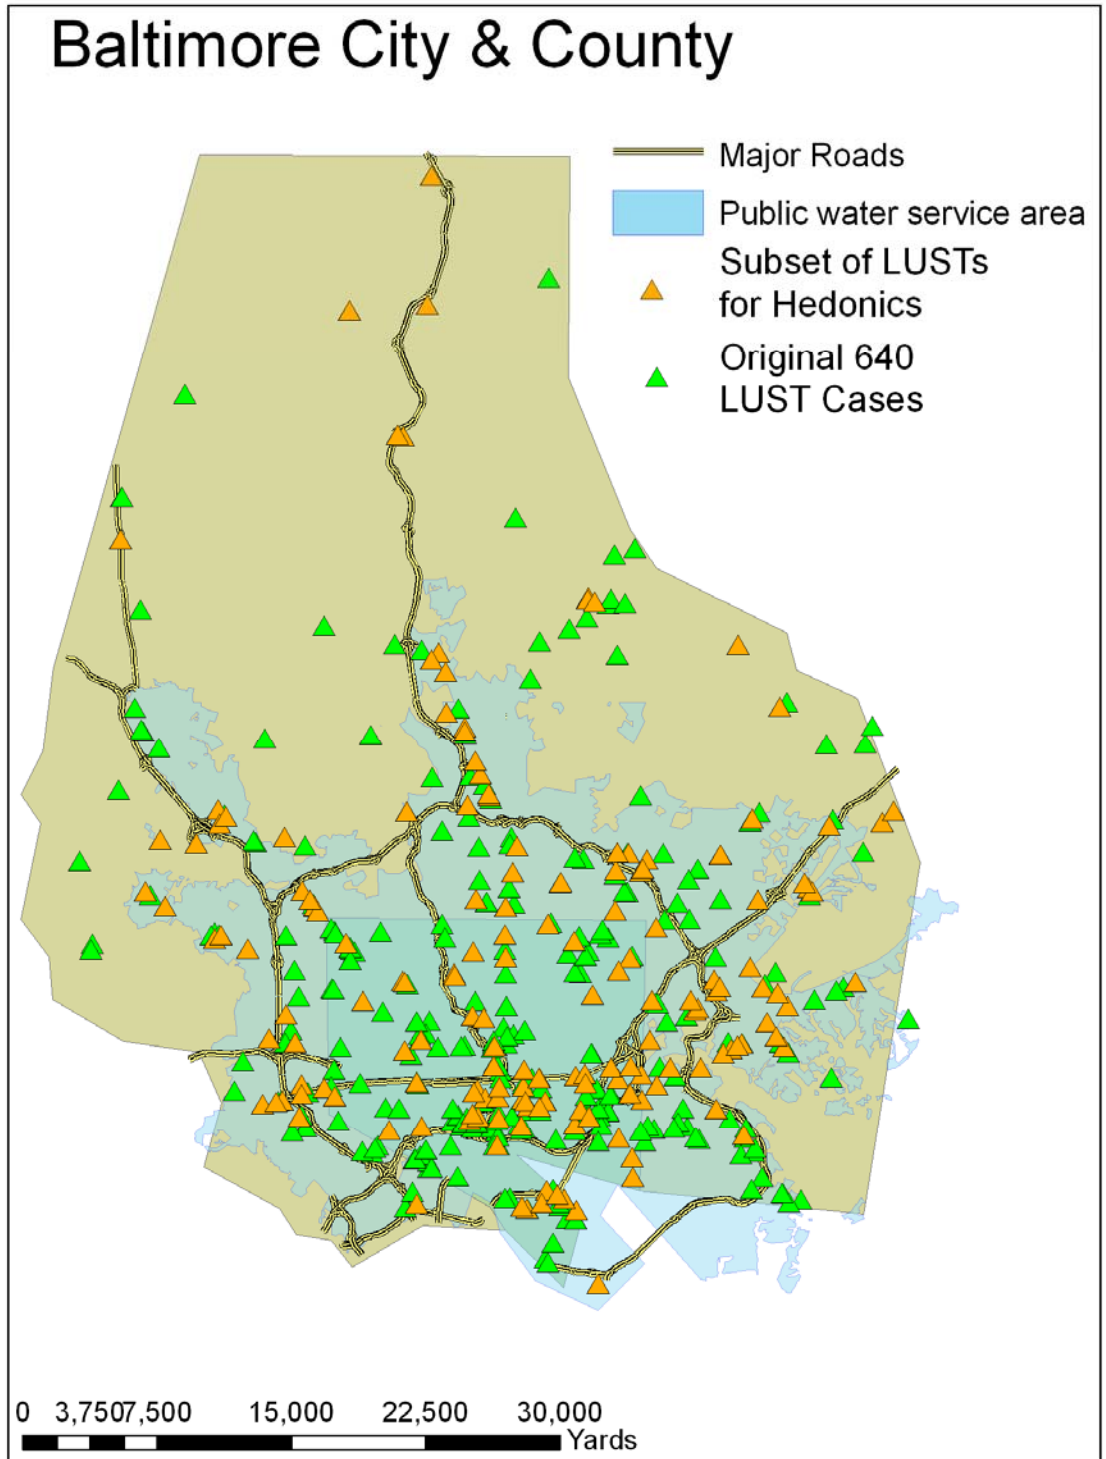 Baltimore City & County
Major Roads
Public water service area
Subset of LUSTs
for Hedonics
Original 640
LUST Cases
0 3,750 7,500 15,000 22,500 30,000
Yards